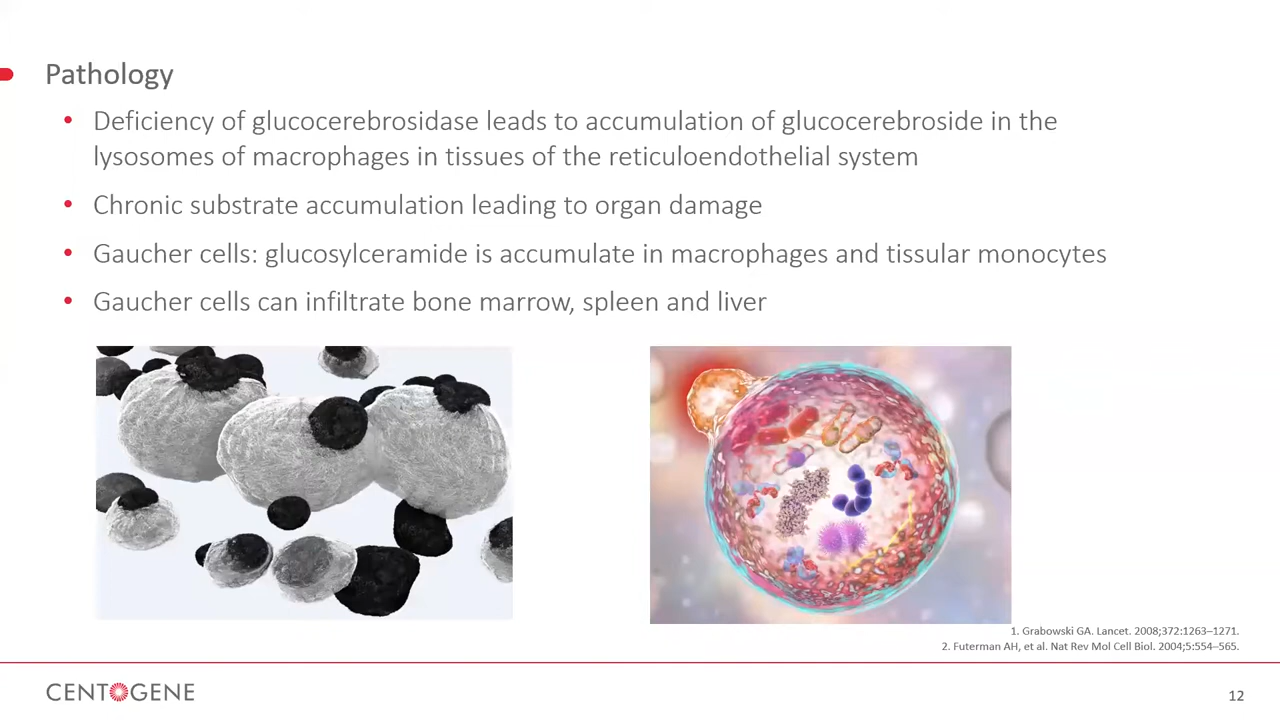 Pathology
• Deficiency of glucocerebrosidase leads to accumulation of glucocerebroside in the
lysosomes of macrophages in tissues of the reticuloendothelial system
• Chronic substrate accumulation leading to organ damage
• Gaucher cells: glucosylceramide is accumulate in macrophages and tissular monocytes
• Gaucher cells can infiltrate bone marrow, spleen and liver
1. Grabowski GA. Lancet. 2008;372:1263–1271.
2. Futerman AH, et al. Nat Rev Mol Cell Biol. 2004;5:554–565.
CENTOGENE
12